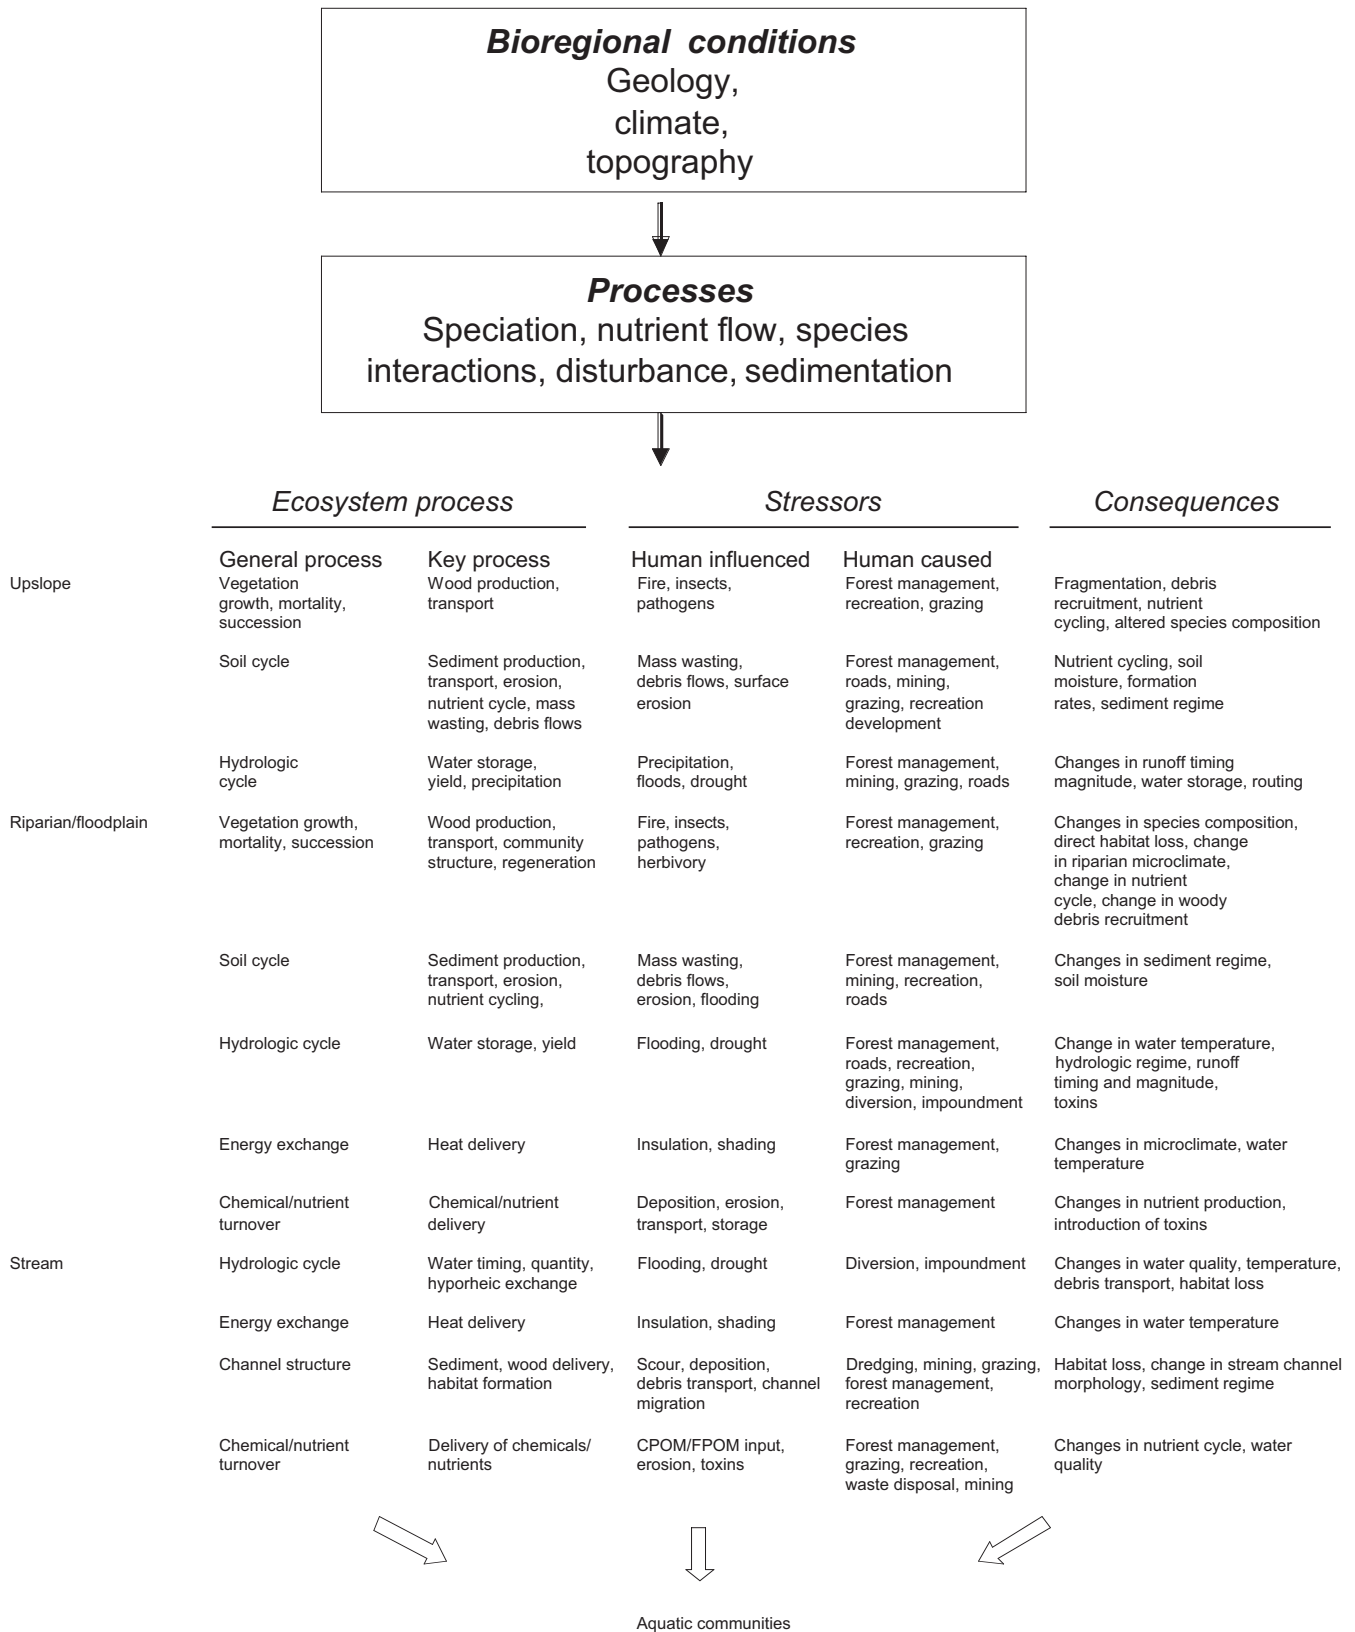 Bioregional conditions
Geology,
climate,
topography
Processes
Speciation, nutrient flow, species
interactions, disturbance, sedimentation
Ecosystem process
Stressors
Consequences
General process
Key process
Human influenced
Human caused
Upslope
Vegetation
growth, mortality,
succession
Wood production,
transport
Fire, insects,
pathogens
Forest management,
recreation, grazing
Fragmentation, debris
recruitment, nutrient
cycling, altered species composition
Soil cycle
Sediment production,
transport, erosion,
nutrient cycle, mass
wasting, debris flows
Mass wasting,
debris flows, surface
erosion
Forest management,
roads, mining,
grazing, recreation
development
Nutrient cycling, soil
moisture, formation
rates, sediment regime
Hydrologic
cycle
Water storage,
yield, precipitation
Precipitation,
floods, drought
Forest management,
mining, grazing, roads
Changes in runoff timing
magnitude, water storage, routing
Riparian/floodplain
Vegetation growth,
mortality, succession
Wood production,
transport, community
structure, regeneration
Fire, insects,
pathogens,
herbivory
Forest management,
recreation, grazing
Changes in species composition,
direct habitat loss, change
in riparian microclimate,
change in nutrient
cycle, change in woody
debris recruitment
Soil cycle
Sediment production,
transport, erosion,
nutrient cycling,
Mass wasting,
debris flows,
erosion, flooding
Forest management,
mining, recreation,
roads
Changes in sediment regime,
soil moisture
Hydrologic cycle
Water storage, yield
Flooding, drought
Forest management,
roads, recreation,
grazing, mining,
diversion, impoundment
Change in water temperature,
hydrologic regime, runoff
timing and magnitude,
toxins
Energy exchange
Heat delivery
Insulation, shading
Forest management,
grazing
Changes in microclimate, water
temperature
Chemical/nutrient
turnover
Chemical/nutrient
delivery
Deposition, erosion,
transport, storage
Forest management
Changes in nutrient production,
introduction of toxins
Stream
Hydrologic cycle
Water timing, quantity,
hyporheic exchange
Flooding, drought
Diversion, impoundment
Changes in water quality, temperature,
debris transport, habitat loss
Energy exchange
Heat delivery
Insulation, shading
Forest management
Changes in water temperature
Channel structure
Sediment, wood delivery,
habitat formation
Scour, deposition,
debris transport, channel
migration
Dredging, mining, grazing,
forest management,
recreation
Habitat loss, change in stream channel
morphology, sediment regime
Chemical/nutrient
turnover
Delivery of chemicals/
nutrients
CPOM/FPOM input,
erosion, toxins
Forest management,
grazing, recreation,
waste disposal, mining
Changes in nutrient cycle, water
quality
Aquatic communities